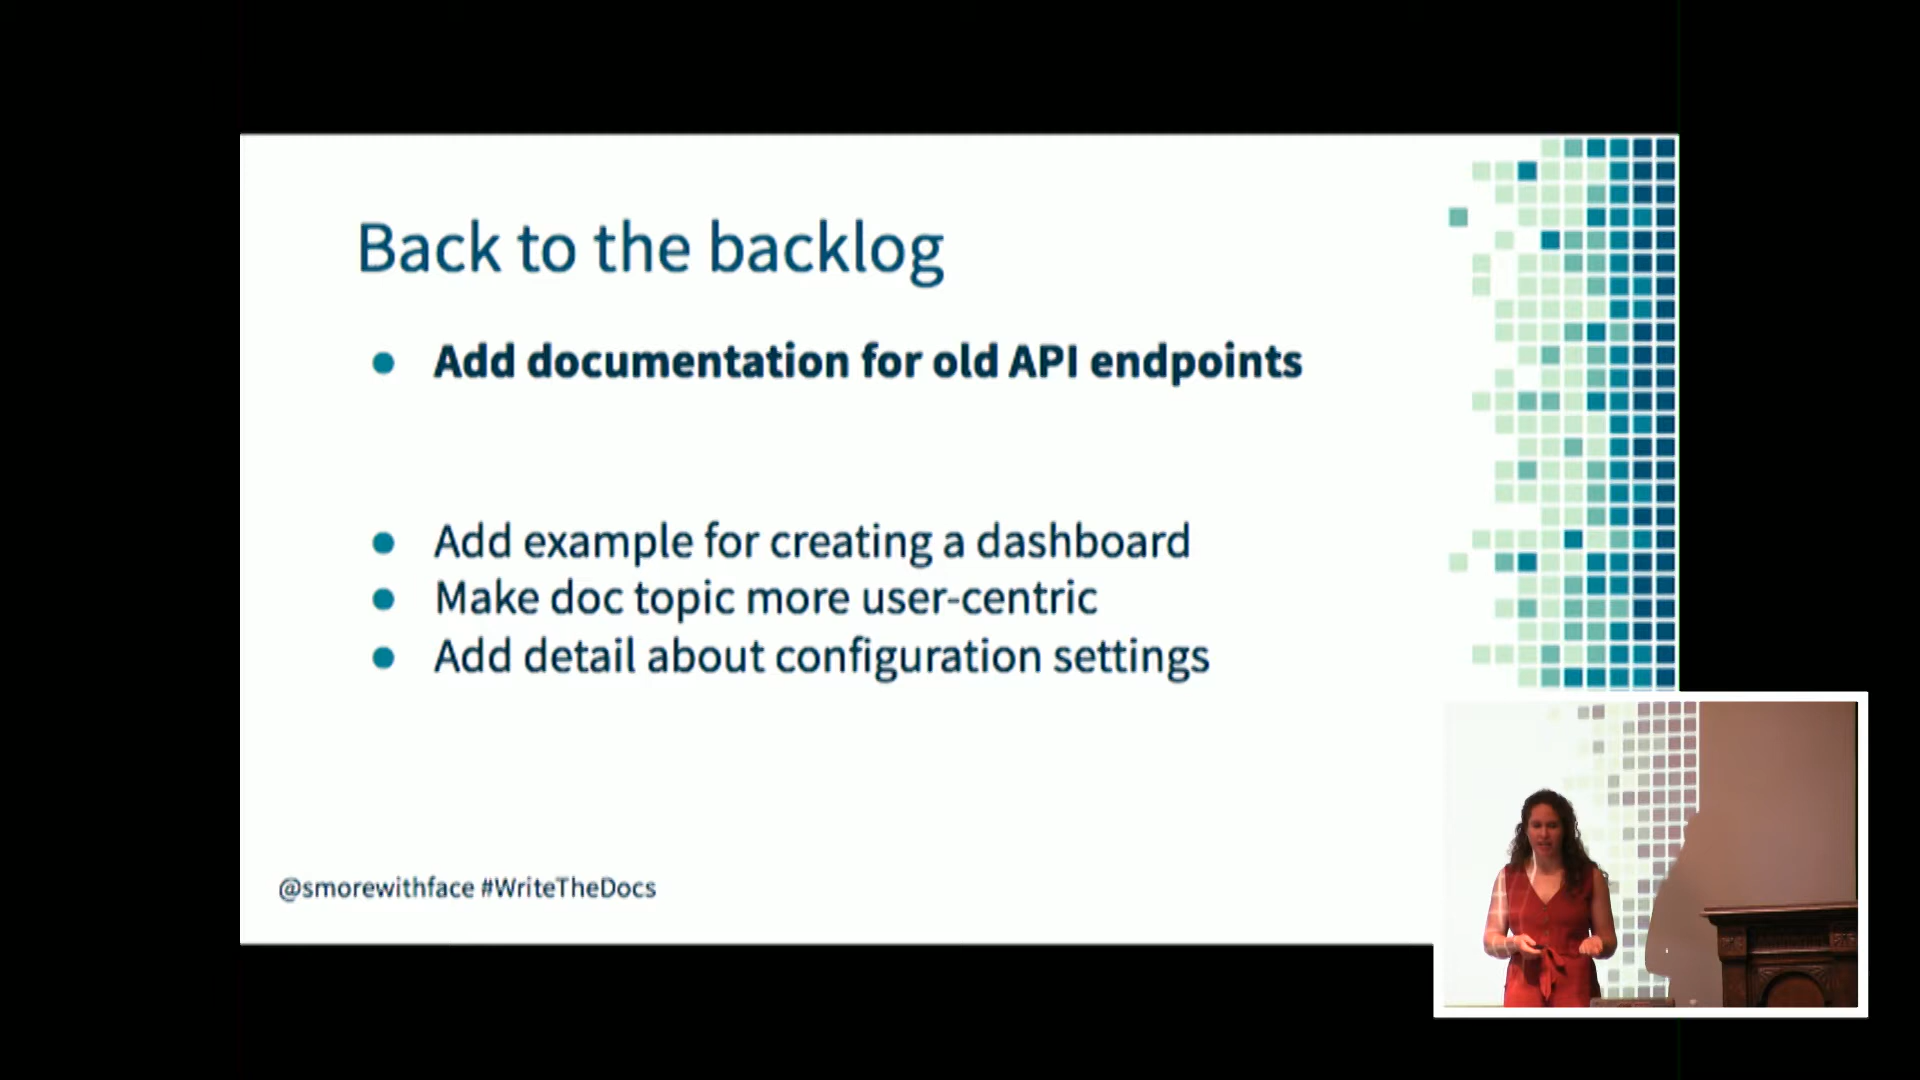 Back to the backlog
Add documentation for old API endpoints
Add example for creating a dashboard
Make doc topic more user-centric
Add detail about configuration settings
@smorewithface #WriteTheDocs